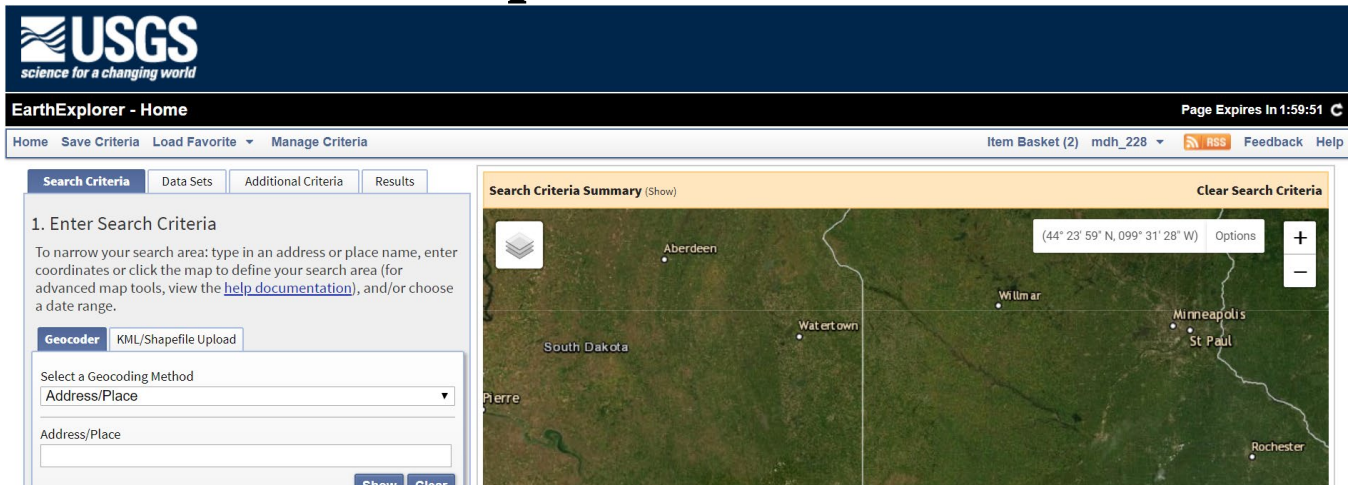 USGS
science for a changing world
EarthExplorer - Home
Page Expires In 1:59:51
Home Save Criteria Load Favorite Manage Criteria
Item Basket (2) mdh_228 RSS Feedback Help
Search Criteria Data Sets Additional Criteria Results
1. Enter Search Criteria
To narrow your search area: type in an address or place name, enter
coordinates or click the map to define your search area (for
advanced map tools, view the help documentation), and/or choose
a date range.
Geocoder KML/Shapefile Upload
Select a Geocoding Method
Address/Place
Address/Place
Show Clear
Search Criteria Summary (Show)
Clear Search Criteria
(44° 23' 59" N, 099° 31' 28" W) Options
+
−
Aberdeen
Willmar
Minneapolis
Watertown
St Paul
South Dakota
Pierre
Rochester